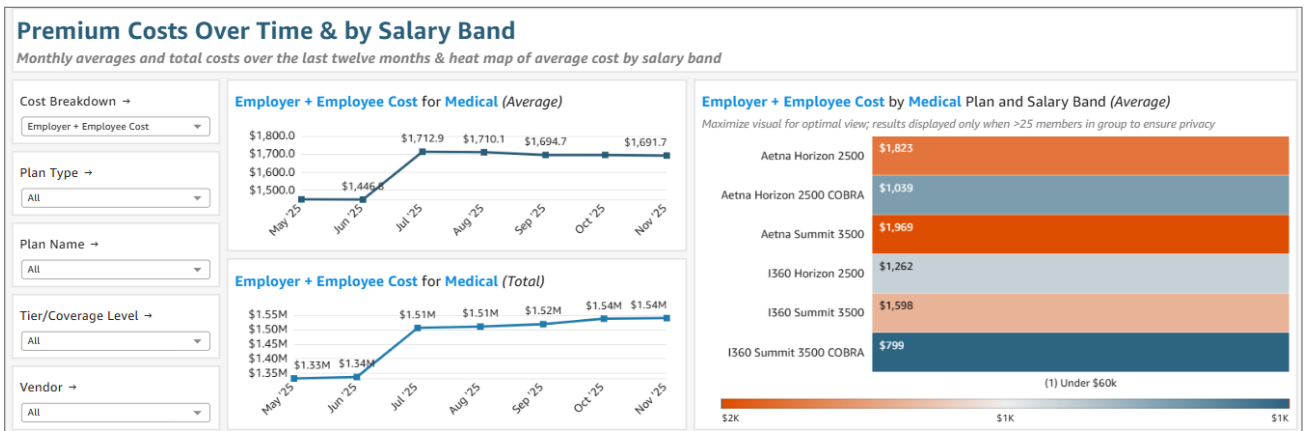 Premium Costs Over Time & by Salary Band
Monthly averages and total costs over the last twelve months & heat map of average cost by salary band
Cost Breakdown →
Employer + Employee Cost
Plan Type →
All
Plan Name →
All
Tier/Coverage Level →
All
Vendor →
All
Employer + Employee Cost for Medical (Average)
$1,800.0
$1,700.0
$1,600.0
$1,500.0
$1,446.8
$1,712.9
$1,710.1
$1,694.7
$1,691.7
May '25
Jun '25
Jul '25
Aug '25
Sep '25
Oct '25
Nov '25
Employer + Employee Cost for Medical (Total)
$1.55M
$1.50M
$1.45M
$1.40M
$1.35M
$1.33M
$1.34M
$1.51M
$1.51M
$1.52M
$1.54M
$1.54M
May '25
Jun '25
Jul '25
Aug '25
Sep '25
Oct '25
Nov '25
Employer + Employee Cost by Medical Plan and Salary Band (Average)
Maximize visual for optimal view; results displayed only when >25 members in group to ensure privacy
Aetna Horizon 2500 $1,823
Aetna Horizon 2500 COBRA $1,039
Aetna Summit 3500 $1,969
I360 Horizon 2500 $1,262
I360 Summit 3500 $1,598
I360 Summit 3500 COBRA $799
(1) Under $60k
$2K $1K $1K